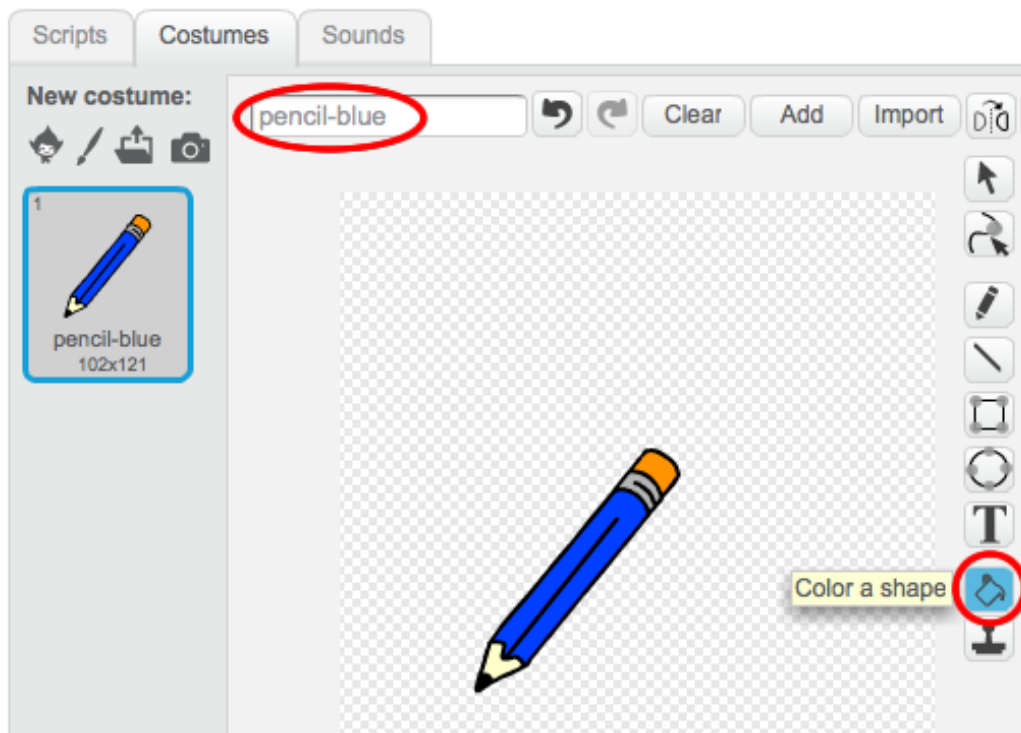 Scripts Costumes Sounds
New costume:
pencil-blue Clear Add Import
1
pencil-blue
102x121
T
Color a shape